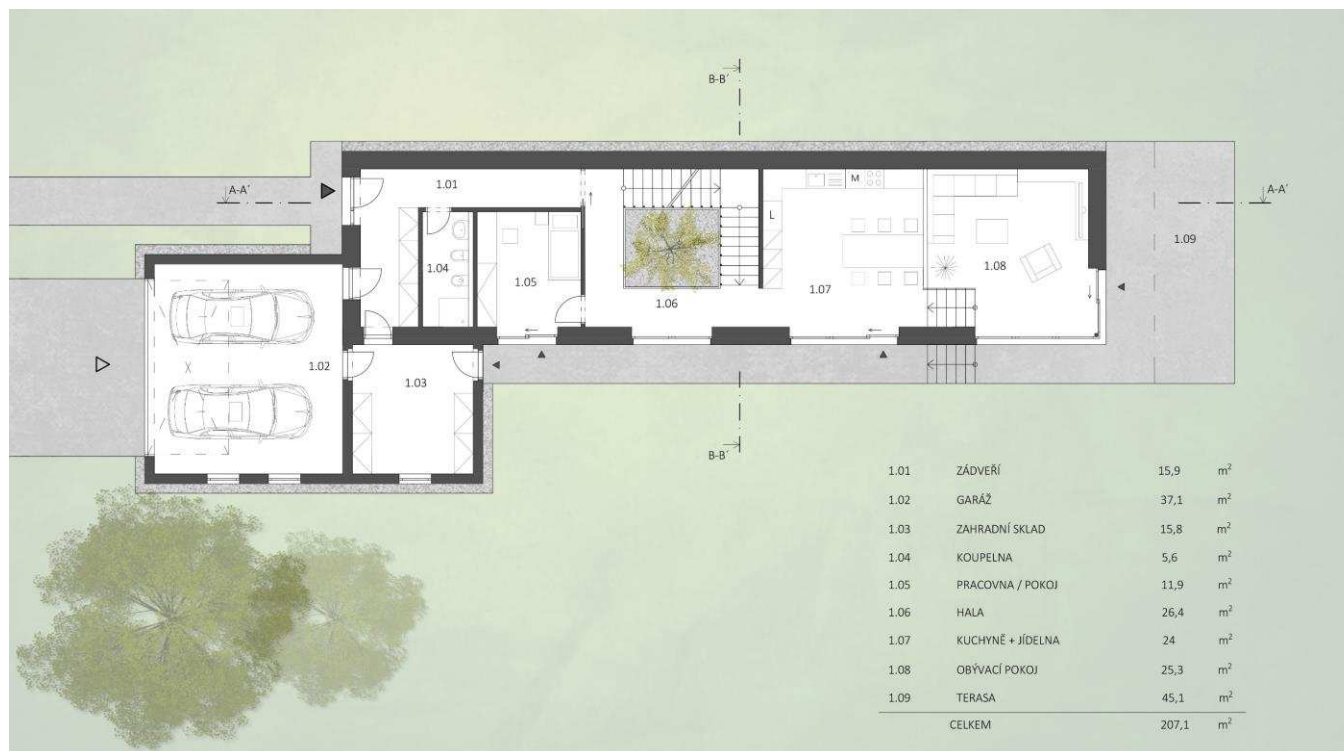 B-B´
1.01
M
A-A´
A-A´
L
1.09
1.04
1.05
1.08
1.06
1.07
1.02
1.03
B-B´
1.01 ZÁDVEŘÍ 15,9 m²
1.02 GARÁŽ 37,1 m²
1.03 ZAHRADNÍ SKLAD 15,8 m²
1.04 KOUPELNA 5,6 m²
1.05 PRACOVNA / POKOJ 11,9 m²
1.06 HALA 26,4 m²
1.07 KUCHYNĚ + JÍDELNA 24 m²
1.08 OBÝVACÍ POKOJ 25,3 m²
1.09 TERASA 45,1 m²
CELKEM 207,1 m²